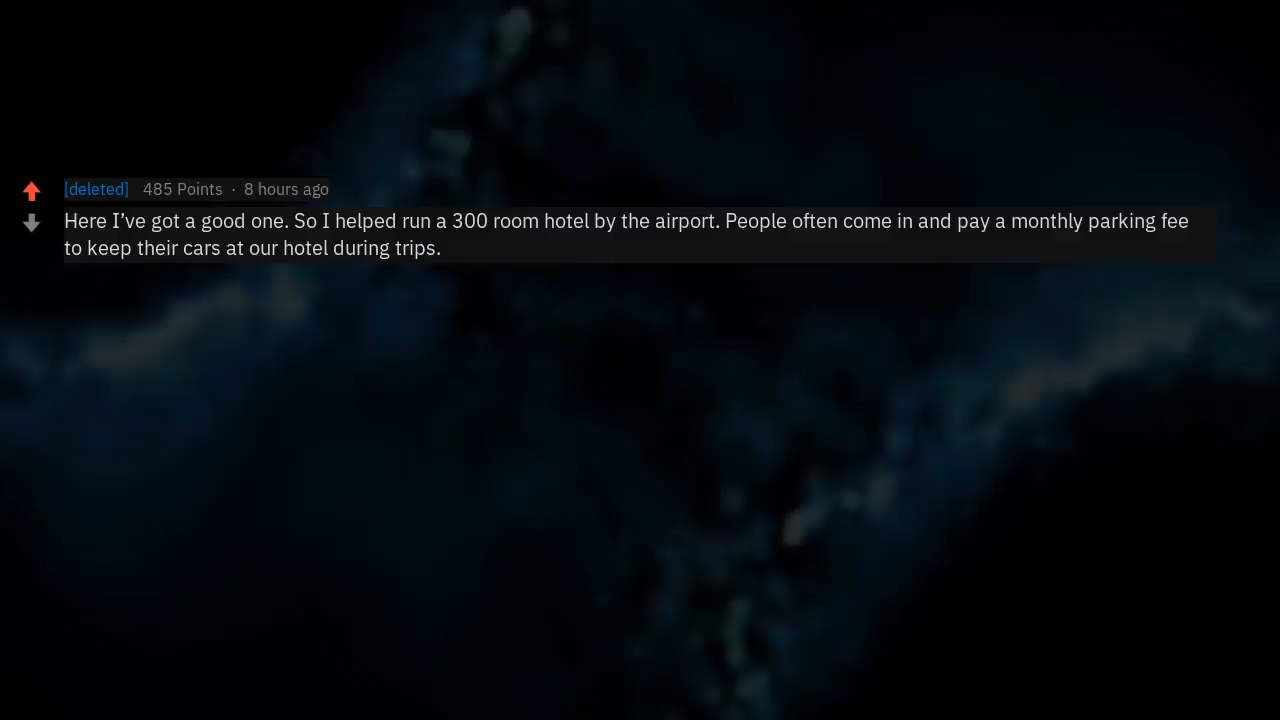 [deleted] 485 Points · 8 hours ago
Here I’ve got a good one. So I helped run a 300 room hotel by the airport. People often come in and pay a monthly parking fee
to keep their cars at our hotel during trips.